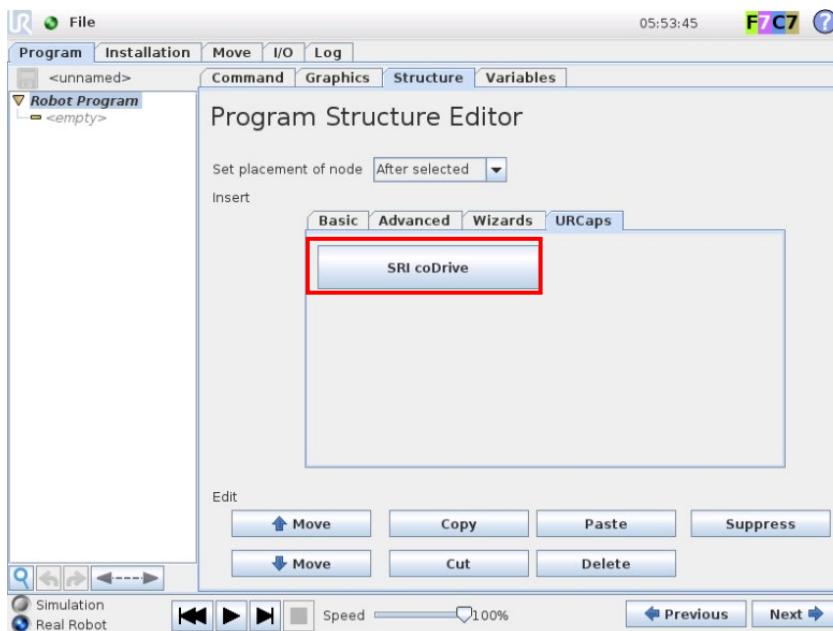 UR File 05:53:45 F7C7 ?
Program Installation Move I/O Log
<unnamed> Command Graphics Structure Variables
Robot Program
<empty>
Program Structure Editor
Set placement of node After selected
Insert
Basic Advanced Wizards URCaps
SRI coDrive
Edit
Move Copy Paste Suppress
Move Cut Delete
Simulation
Real Robot
Speed 100% Previous Next